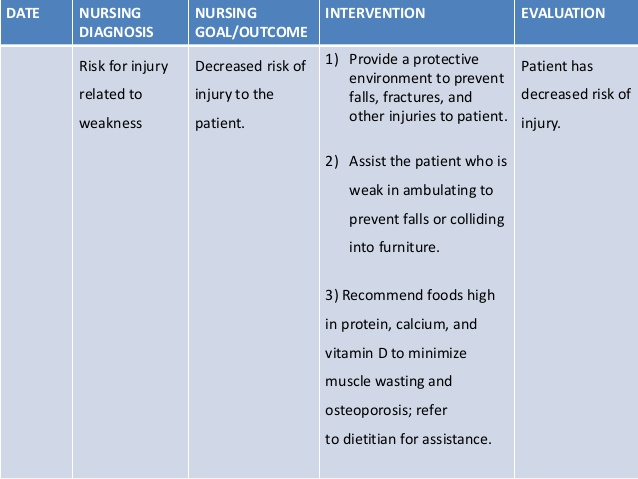 DATE
NURSING
DIAGNOSIS
NURSING
GOAL/OUTCOME
INTERVENTION
EVALUATION
Risk for injury
related to
weakness
Decreased risk of
injury to the
patient.
1) Provide a protective
environment to prevent
falls, fractures, and
other injuries to patient.
2) Assist the patient who is
weak in ambulating to
prevent falls or colliding
into furniture.
3) Recommend foods high
in protein, calcium, and
vitamin D to minimize
muscle wasting and
osteoporosis; refer
to dietitian for assistance.
Patient has
decreased risk of
injury.